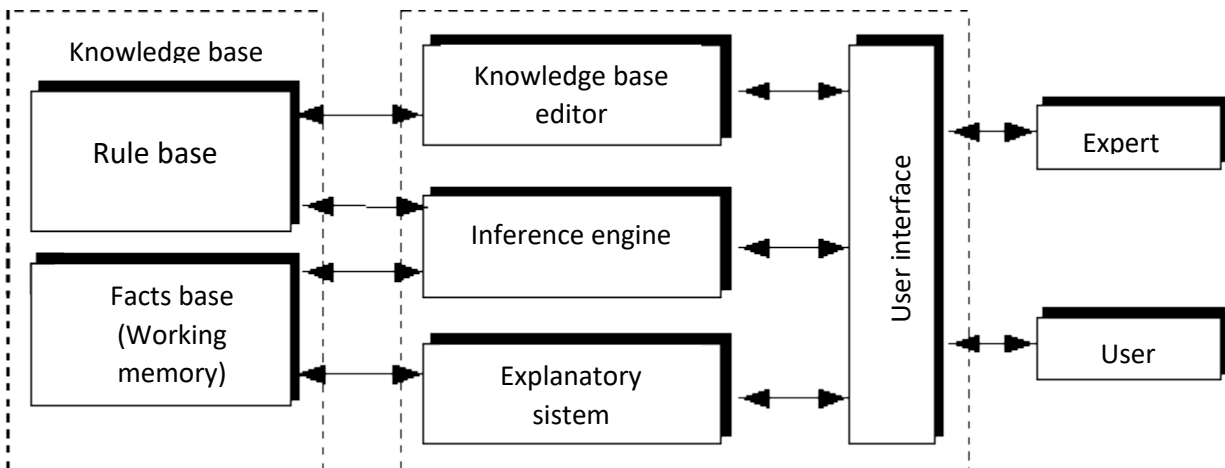 Knowledge base
Rule base
Facts base
(Working
memory)
Knowledge base
editor
Inference engine
Explanatory
sistem
User interface
Expert
User